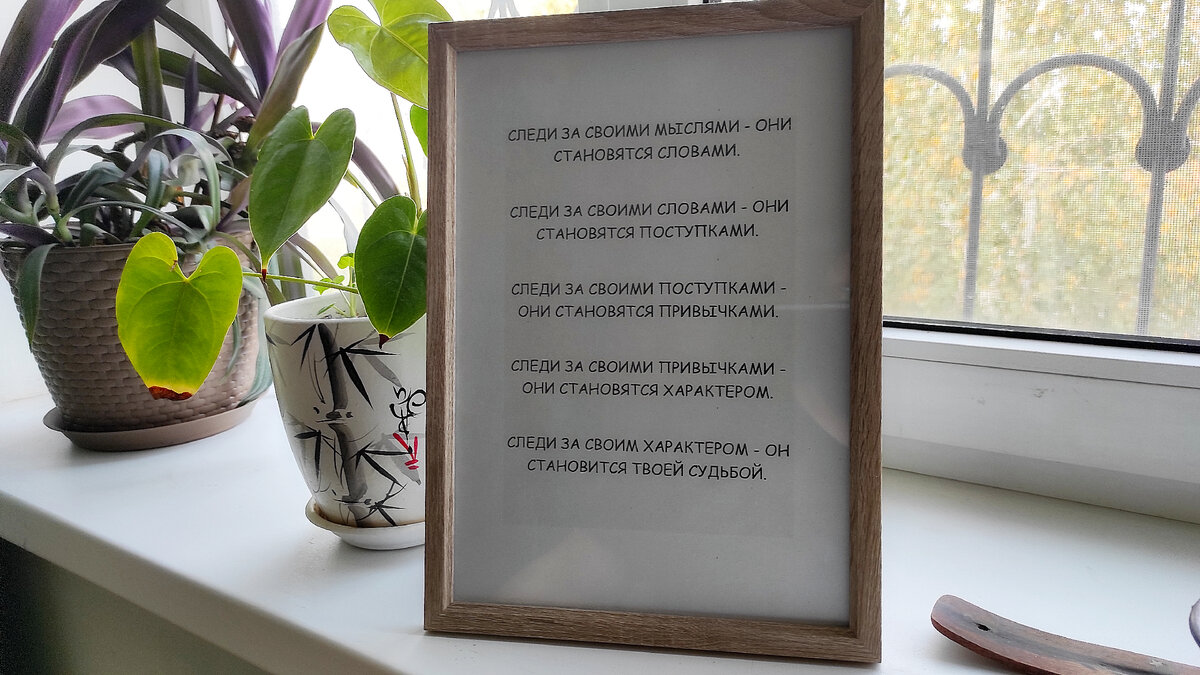 СЛЕДИ ЗА СВОИМИ МЫСЛЯМИ - ОНИ
СТАНОВЯТСЯ СЛОВАМИ.
СЛЕДИ ЗА СВОИМИ СЛОВАМИ - ОНИ
СТАНОВЯТСЯ ПОСТУПКАМИ.
СЛЕДИ ЗА СВОИМИ ПОСТУПКАМИ -
ОНИ СТАНОВЯТСЯ ПРИВЫЧКАМИ.
СЛЕДИ ЗА СВОИМИ ПРИВЫЧКАМИ -
ОНИ СТАНОВЯТСЯ ХАРАКТЕРОМ.
СЛЕДИ ЗА СВОИМ ХАРАКТЕРОМ - ОН
СТАНОВИТСЯ ТВОЕЙ СУДЬБОЙ.